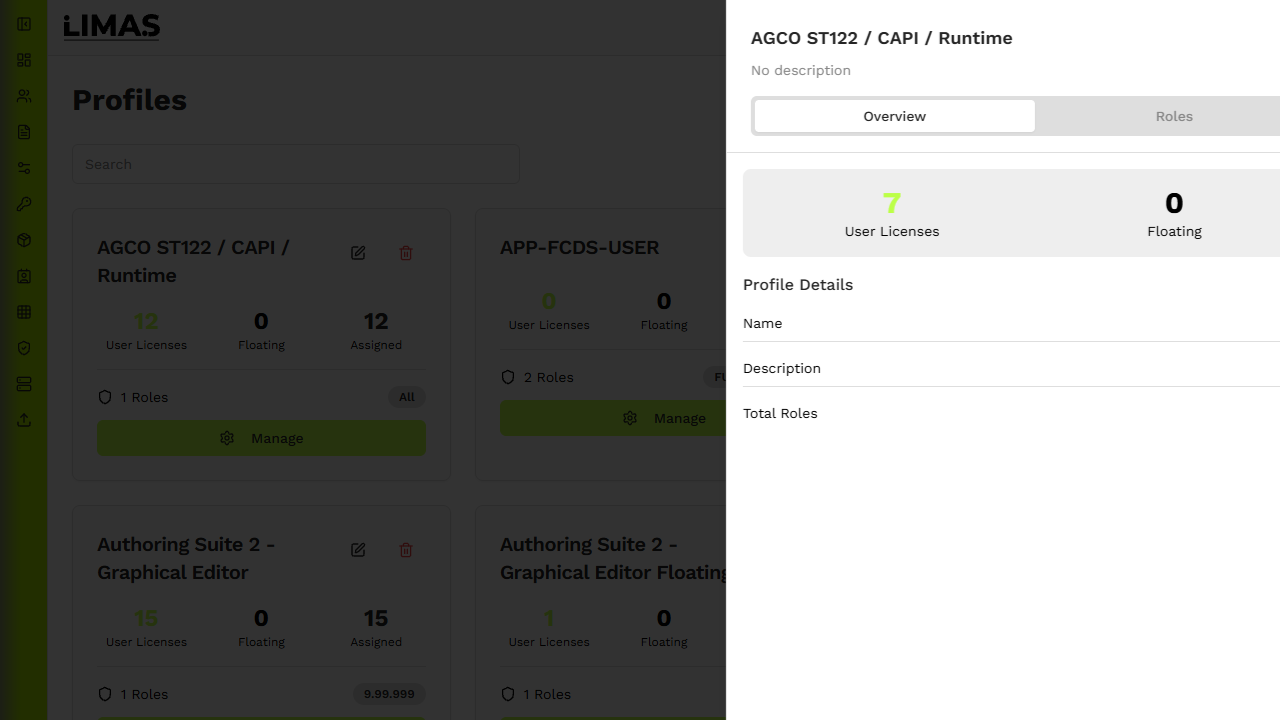 LIMAS
Profiles
Search
AGCO ST122 / CAPI /
Runtime
12
User Licenses
0
Floating
12
Assigned
1 Roles
All
Manage
APP-FCDS-USER
0
User Licenses
0
Floating
2 Roles
Manage
Authoring Suite 2 -
Graphical Editor
15
User Licenses
0
Floating
15
Assigned
1 Roles
9.99.999
Authoring Suite 2 -
Graphical Editor Floating
1
User Licenses
0
Floating
1 Roles
AGCO ST122 / CAPI / Runtime
No description
Overview
Roles
7
User Licenses
0
Floating
Profile Details
Name
Description
Total Roles